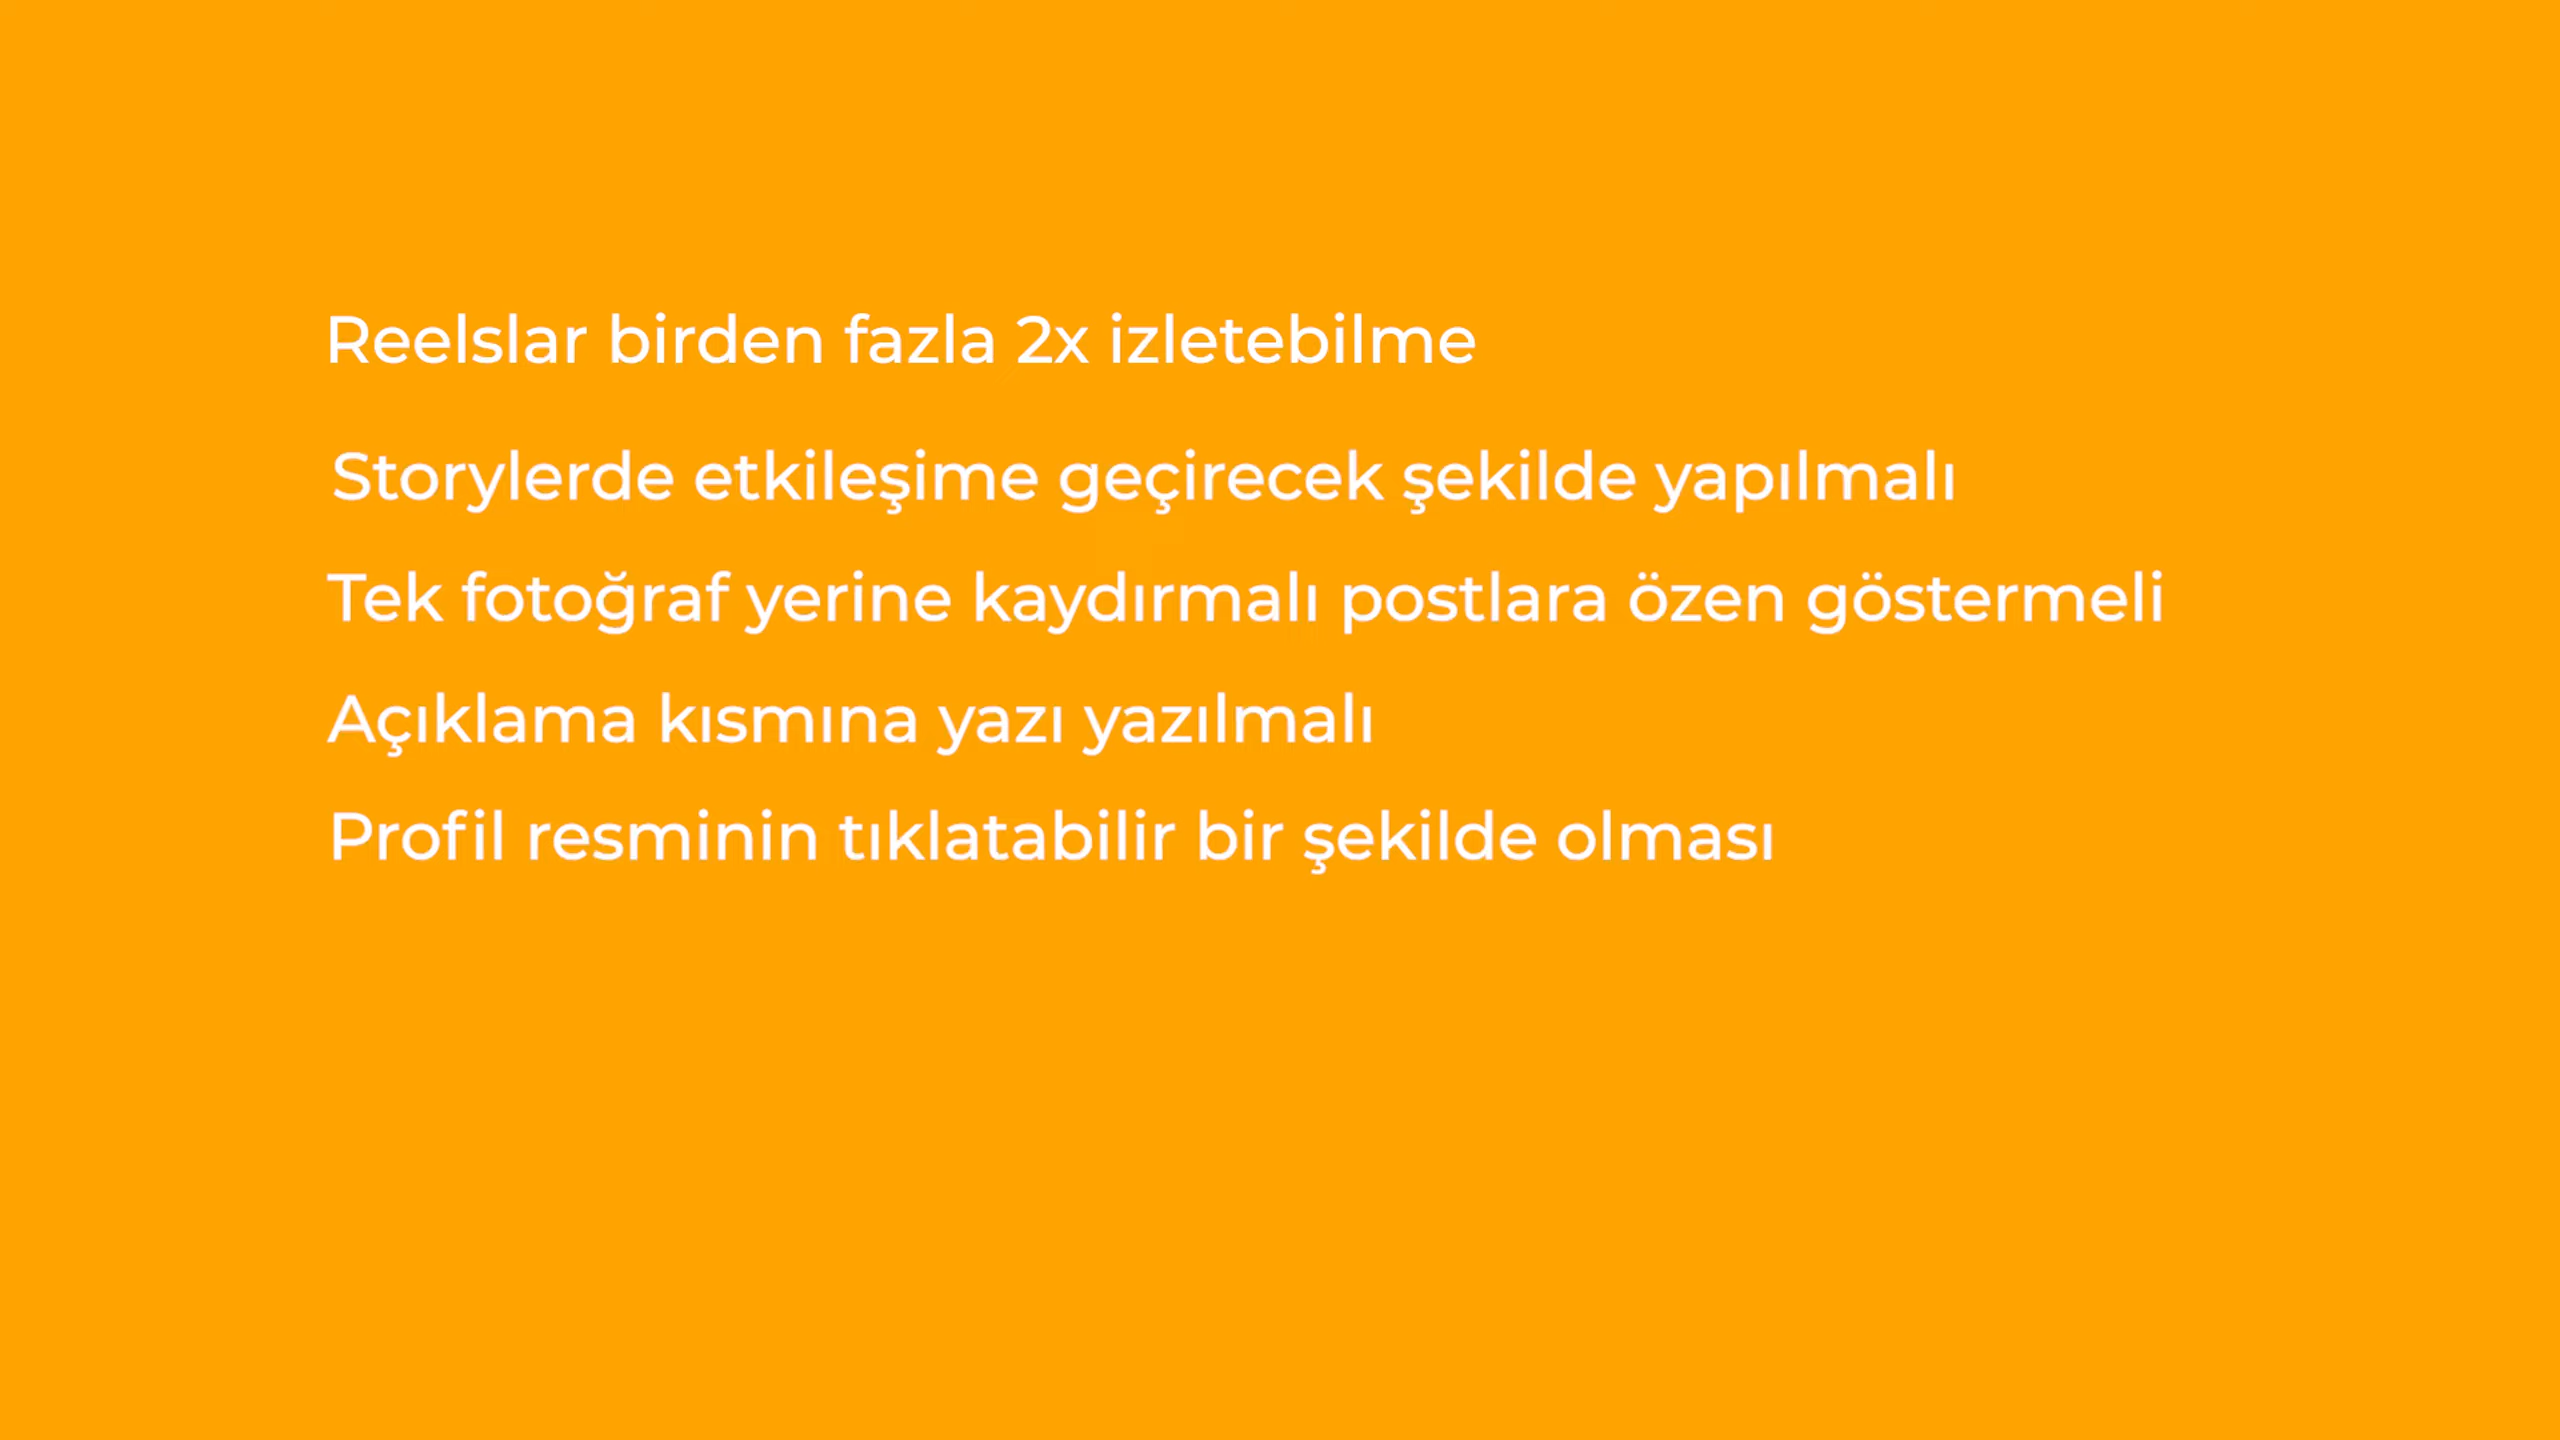 Reelslar birden fazla 2x izletebilme
Storylerde etkileşime geçirecek şekilde yapılmalı
Tek fotoğraf yerine kaydırmalı postlara özen göstermeli
Açıklama kısmına yazı yazılmalı
Profil resminin tıklatabilir bir şekilde olması